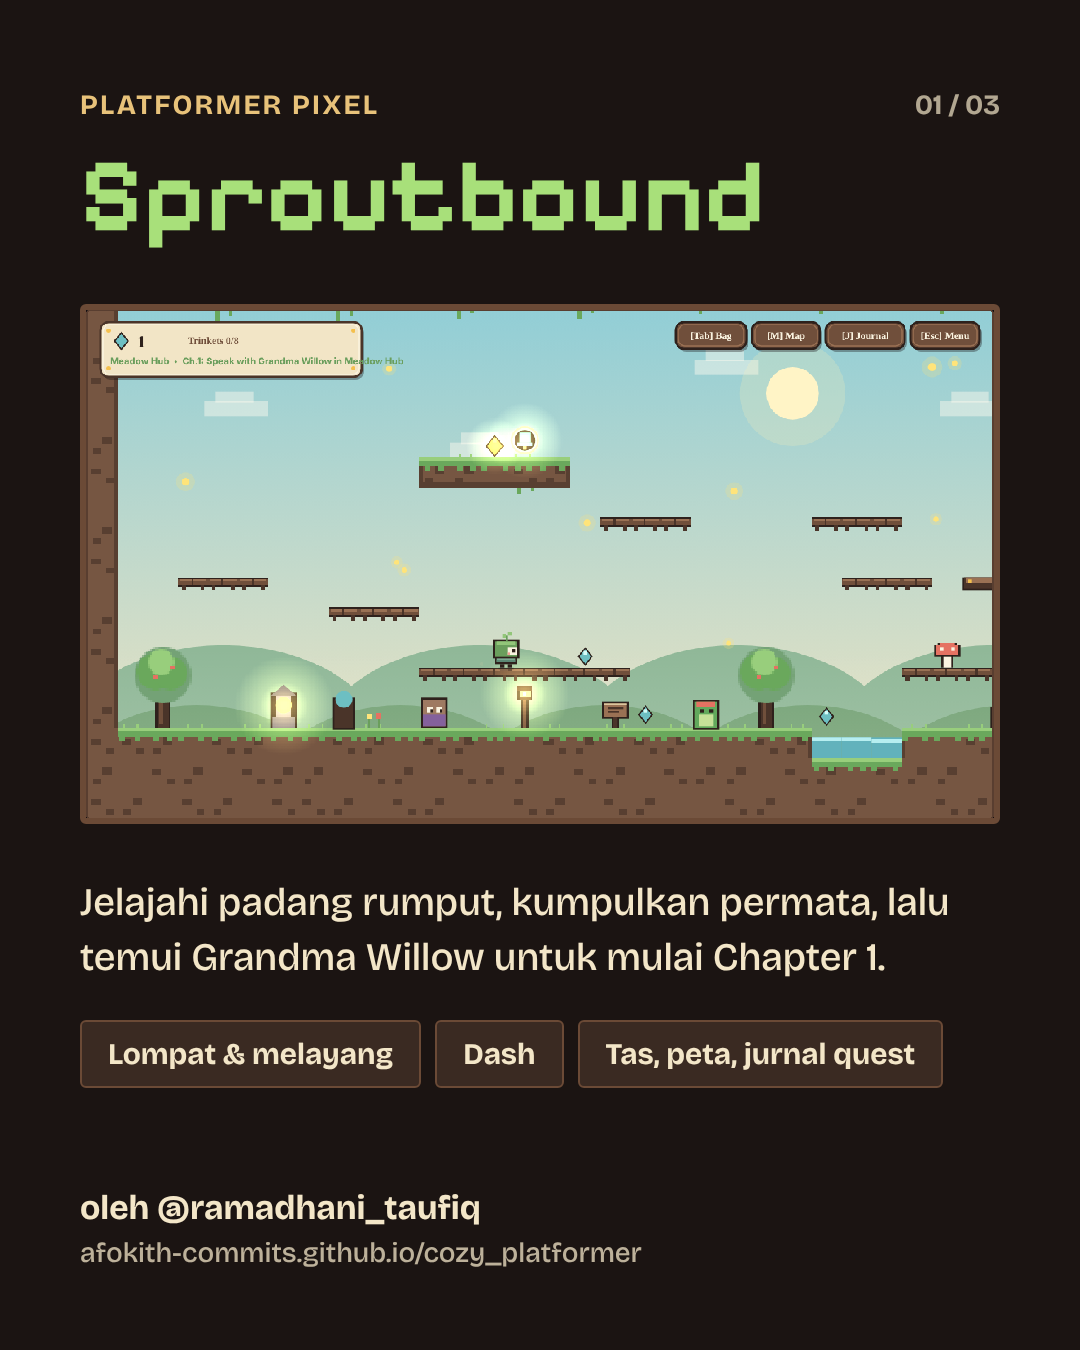 PLATFORMER PIXEL
01 / 03
Sproutbound
1 Trinkets 0/8
Meadow Hub • Ch.1: Speak with Grandma Willow in Meadow Hub
[Tab] Bag
[M] Map
[J] Journal
[Esc] Menu
Jelajahi padang rumput, kumpulkan permata, lalu
temui Grandma Willow untuk mulai Chapter 1.
Lompat & melayang
Dash
Tas, peta, jurnal quest
oleh @ramadhani_taufiq
afokith-commits.github.io/cozy_platformer